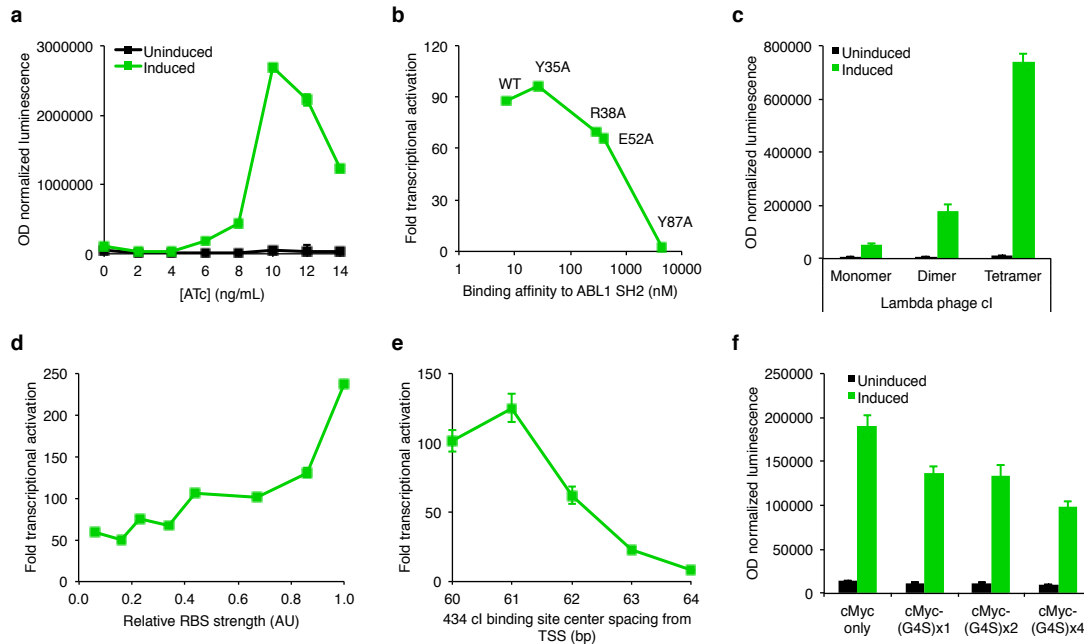 a
Uninduced
Induced
OD normalized luminescence
3000000
2000000
1000000
0
0 2 4 6 8 10 12 14
[ATc] (ng/mL)
b
Fold transcriptional activation
120
90
60
30
0
WT
Y35A
R38A
E52A
Y87A
1 10 100 1000 10000
Binding affinity to ABL1 SH2 (nM)
c
Uninduced
Induced
OD normalized luminescence
800000
600000
400000
200000
0
Monomer Dimer Tetramer
Lambda phage cI
d
Fold transcriptional activation
250
200
150
100
50
0
0.0 0.2 0.4 0.6 0.8 1.0
Relative RBS strength (AU)
e
Fold transcriptional activation
150
100
50
0
60 61 62 63 64
434 cI binding site center spacing from
TSS (bp)
f
Uninduced
Induced
OD normalized luminescence
250000
200000
150000
100000
50000
0
cMyc cMyc- cMyc- cMyc-
only (G4S)x1 (G4S)x2 (G4S)x4